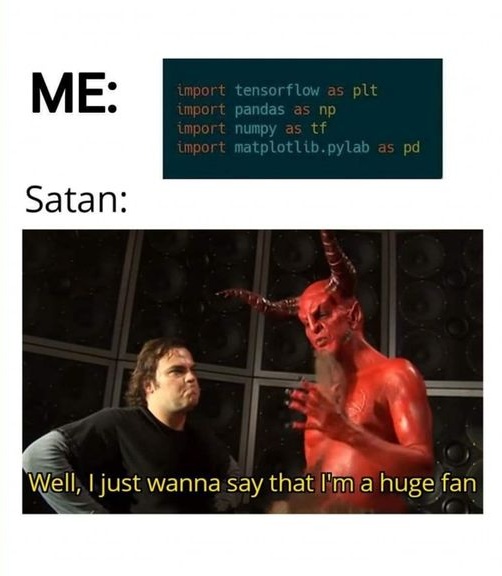 ME:
import tensorflow as plt
import pandas as np
import numpy as tf
import matplotlib.pylab as pd
Satan:
Well, I just wanna say that I'm a huge fan